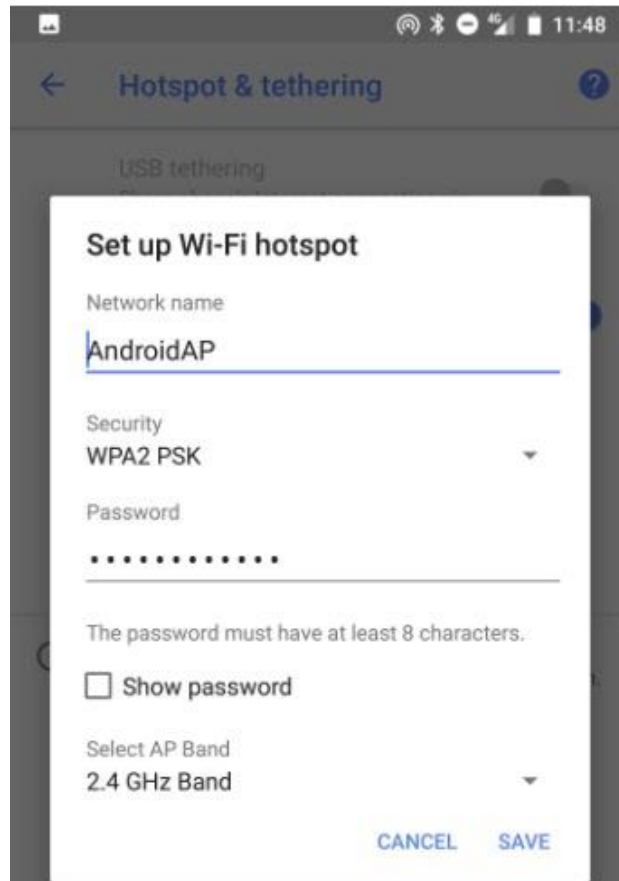 4G 11:48
Hotspot & tethering
USB tethering
Set up Wi-Fi hotspot
Network name
AndroidAP
Security
WPA2 PSK
Password
••••••••••••
The password must have at least 8 characters.
Show password
Select AP Band
2.4 GHz Band
CANCEL SAVE